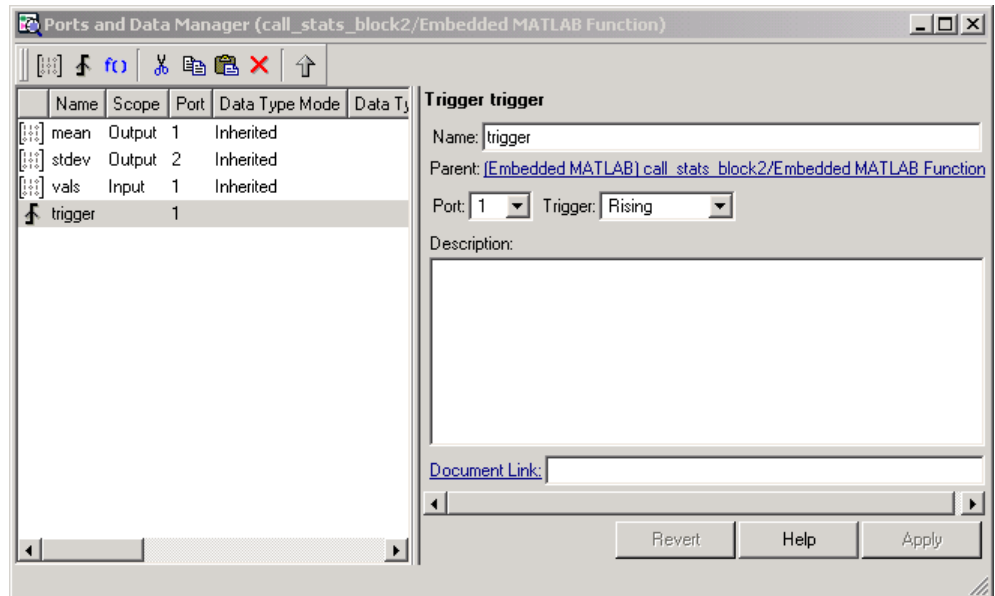 Ports and Data Manager (call_stats_block2/Embedded MATLAB Function)
f()
Name Scope Port Data Type Mode Data Ty
mean Output 1 Inherited
stdev Output 2 Inherited
vals Input 1 Inherited
trigger 1
Trigger trigger
Name: trigger
Parent: (Embedded MATLAB) call_stats_block2/Embedded MATLAB Function
Port: 1 Trigger: Rising
Description:
Document Link:
Revert Help Apply